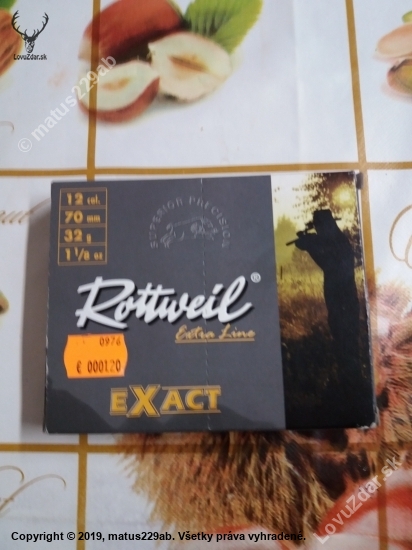 LovuZdar.sk
© matus229ab
12 cal.
70 mm
32 g
1 1/8 oz
SUPERIOR PRECISION
Rottweil®
Extra Line
0976
€ 000120
EXACT
LovuZdar.sk
Copyright © 2019, matus229ab. Všetky práva vyhradené.